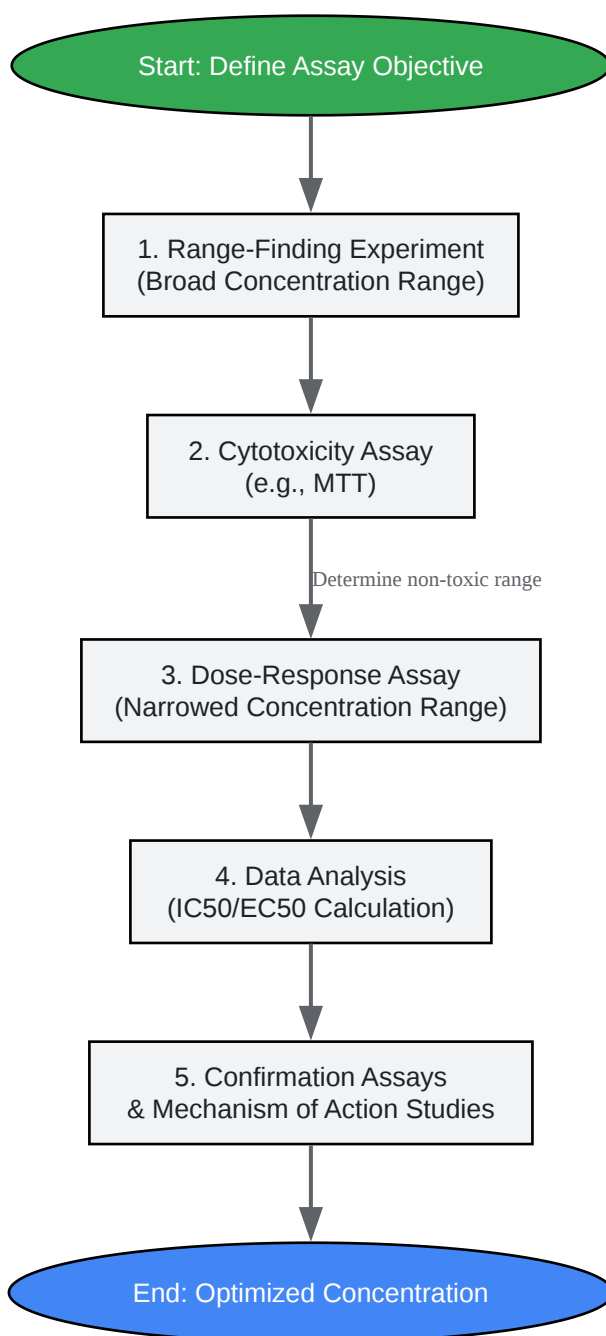 Start: Define Assay Objective
1. Range-Finding Experiment
(Broad Concentration Range)
2. Cytotoxicity Assay
(e.g., MTT)
Determine non-toxic range
3. Dose-Response Assay
(Narrowed Concentration Range)
4. Data Analysis
(IC50/EC50 Calculation)
5. Confirmation Assays
& Mechanism of Action Studies
End: Optimized Concentration